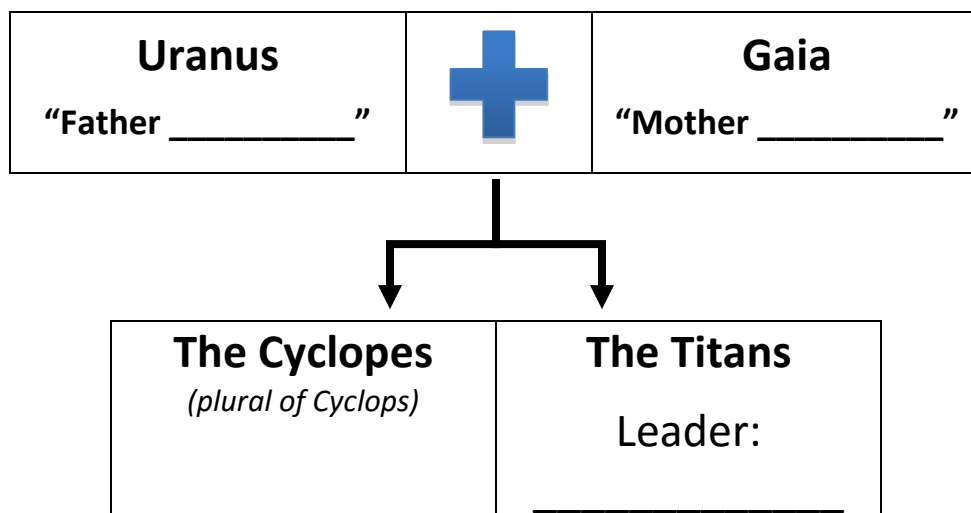 Uranus
“Father __________”
Gaia
“Mother __________”
The Cyclopes
(plural of Cyclops)
The Titans
Leader:
______________